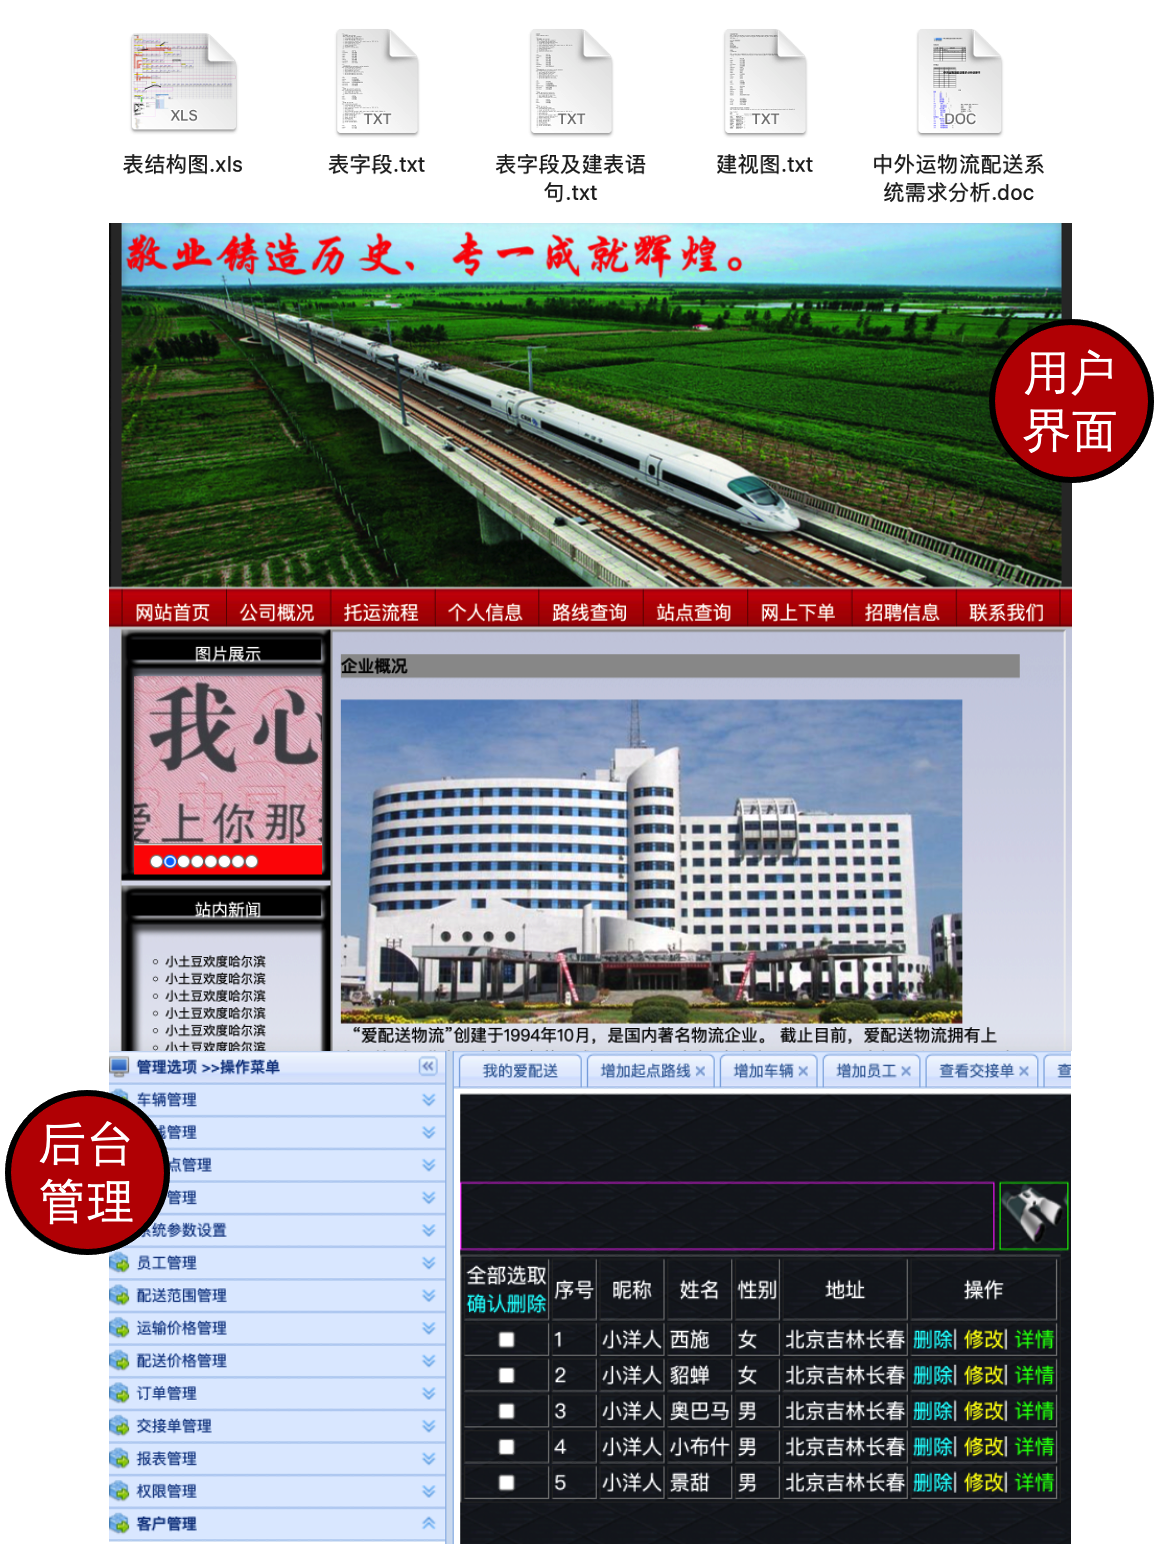 XLS
TXT
TXT
TXT
DOC
表结构图.xls
表字段.txt
表字段及建表语
句.txt
建视图.txt
中外运物流配送系
统需求分析.doc
敬业铸造历史、专一成就辉煌。
用户
界面
网站首页 公司概况 托运流程 个人信息 路线查询 站点查询 网上下单 招聘信息 联系我们
图片展示
我心
爱上你那
企业概况
站内新闻
小土豆欢度哈尔滨
小土豆欢度哈尔滨
小土豆欢度哈尔滨
小土豆欢度哈尔滨
小土豆欢度哈尔滨
小土豆欢度哈尔滨
“爱配送物流”创建于1994年10月，是国内著名物流企业。 截止目前，爱配送物流拥有上
后台
管理
管理选项 >>操作菜单
车辆管理
管理
点管理
管理
系统参数设置
员工管理
配送范围管理
运输价格管理
配送价格管理
订单管理
交接单管理
报表管理
权限管理
客户管理
我的爱配送 增加起点路线 增加车辆 增加员工 查看交接单 查
全部选取
确认删除
序号 昵称 姓名 性别 地址 操作
1 小洋人 西施 女 北京吉林长春 删除| 修改| 详情
2 小洋人 貂蝉 女 北京吉林长春 删除| 修改| 详情
3 小洋人 奥巴马 男 北京吉林长春 删除| 修改| 详情
4 小洋人 小布什 男 北京吉林长春 删除| 修改| 详情
5 小洋人 景甜 男 北京吉林长春 删除| 修改| 详情